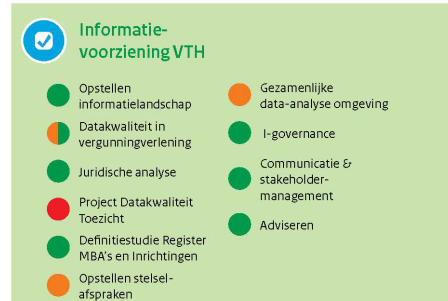 Informatie-
voorziening VTH
Opstellen
informatielandschap
Datakwaliteit in
vergunningverlening
Juridische analyse
Project Datakwaliteit
Toezicht
Definitiestudie Register
MBA's en Inrichtingen
Opstellen stelsel-
afspraken
Gezamenlijke
data-analyse omgeving
I-governance
Communicatie &
stakeholder-
management
Adviseren